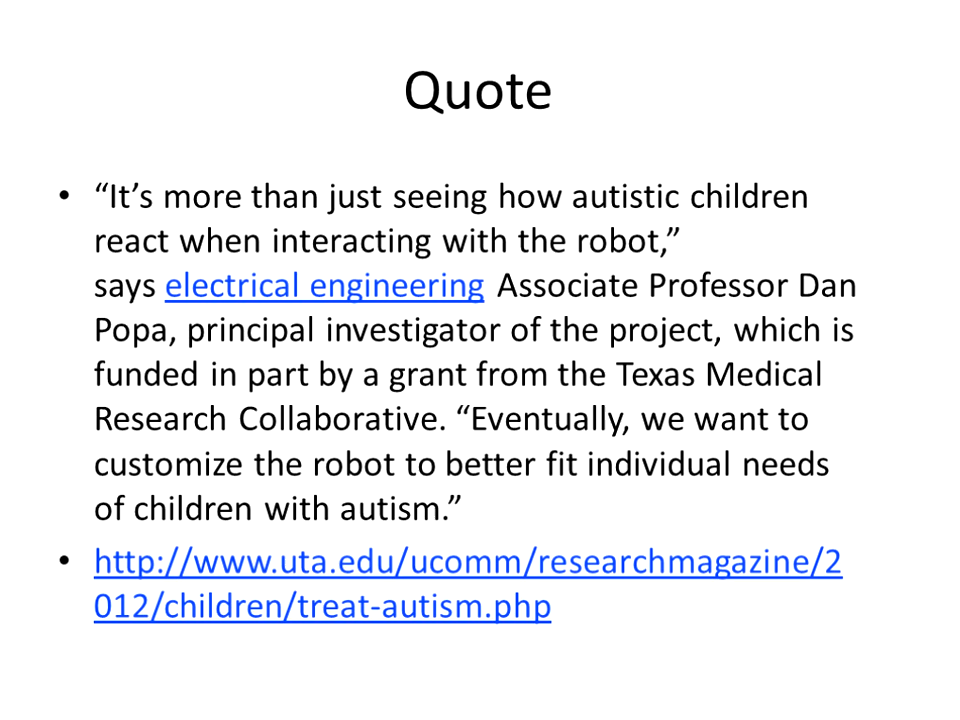 Quote
• “It’s more than just seeing how autistic children
react when interacting with the robot,”
says electrical engineering Associate Professor Dan
Popa, principal investigator of the project, which is
funded in part by a grant from the Texas Medical
Research Collaborative. “Eventually, we want to
customize the robot to better fit individual needs
of children with autism.”
• http://www.uta.edu/ucomm/researchmagazine/2
012/children/treat-autism.php